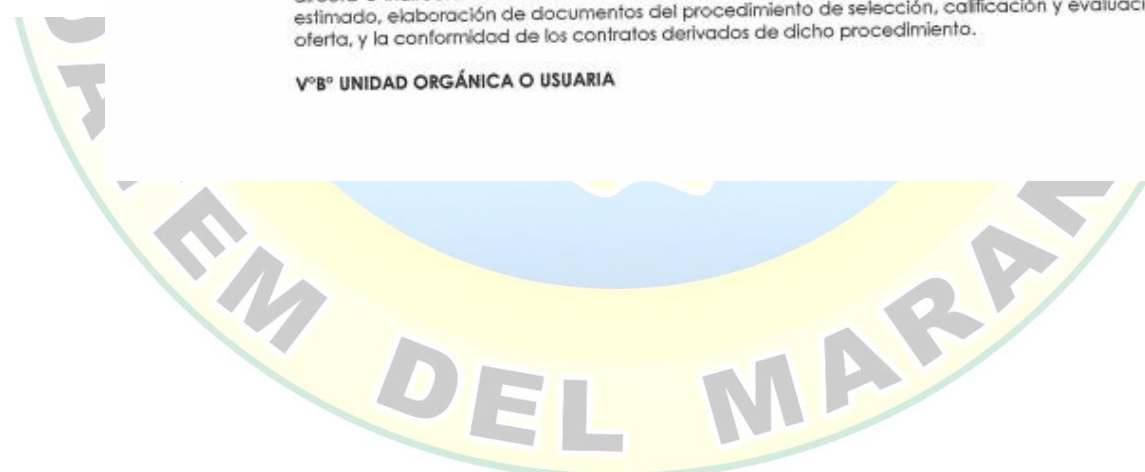 estimado, elaboración de documentos del procedimiento de selección, calificación y
oferta, y la conformidad de los contratos derivados de dicho procedimiento.
V°B° UNIDAD ORGÁNICA O USUARIA
DEL